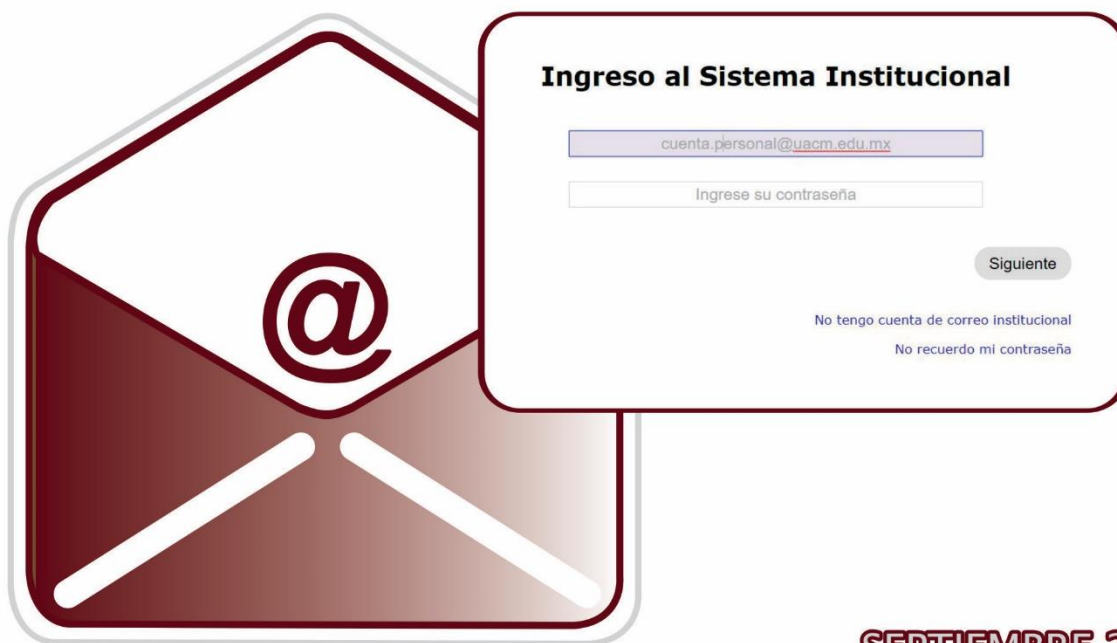 Ingreso al Sistema Institucional
cuenta.personal@uacm.edu.mx
Ingrese su contraseña
Siguiente
No tengo cuenta de correo institucional
No recuerdo mi contraseña
@
SEPTIEMBRE